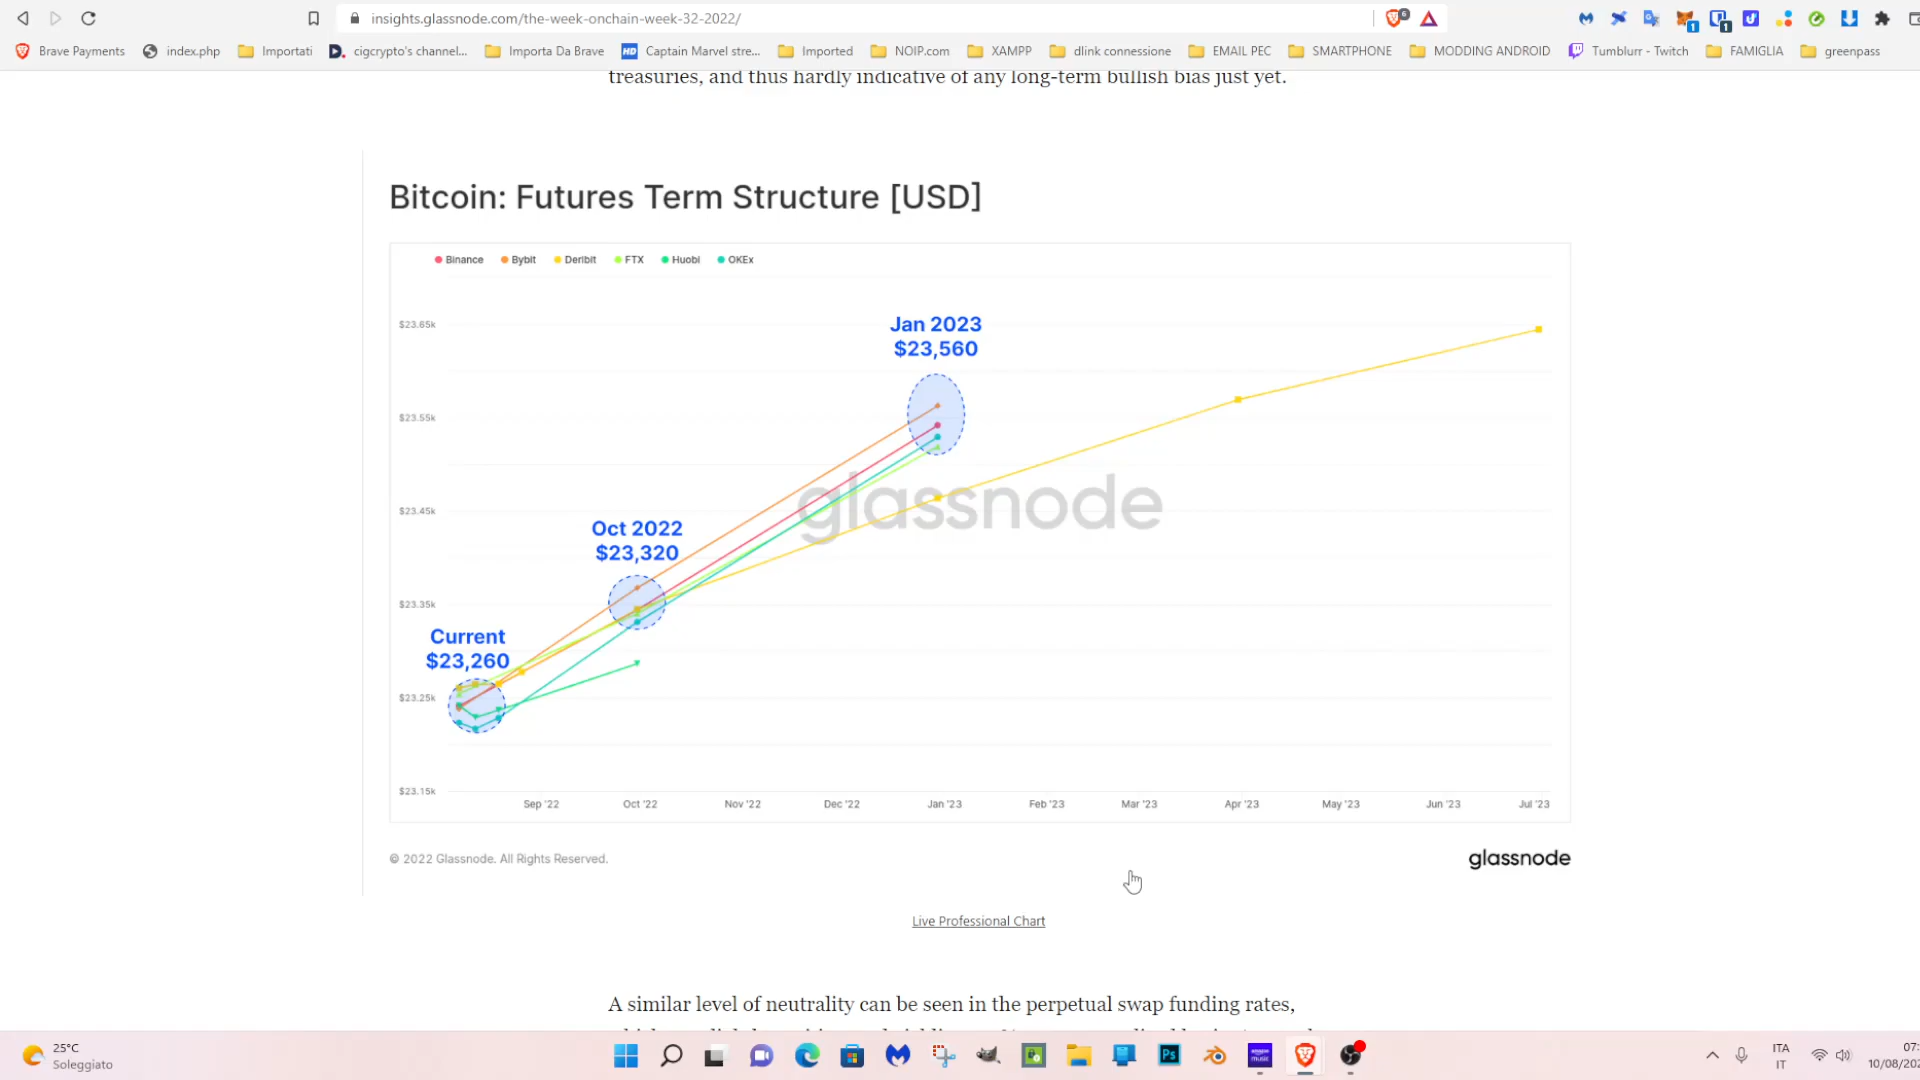 insights.glassnode.com/the-week-onchain-week-32-2022/
6
1
1
Brave Payments
index.php
Importati
cigcrypto's channel...
Importa Da Brave
Captain Marvel stre...
Imported
NOIP.com
XAMPP
dlink connessione
EMAIL PEC
SMARTPHONE
MODDING ANDROID
Tumblurr - Twitch
FAMIGLIA
greenpass
treasuries, and thus hardly indicative of any long-term bullish bias just yet.
Bitcoin: Futures Term Structure [USD]
Binance
Bybit
Deribit
FTX
Huobi
OKEx
Jan 2023
$23,560
$23.65k
$23.55k
glassnode
$23.45k
Oct 2022
$23,320
$23.35k
Current
$23,260
$23.25k
$23.15k
Sep '22
Oct '22
Nov '22
Dec '22
Jan '23
Feb '23
Mar '23
Apr '23
May '23
Jun '23
Jul '23
© 2022 Glassnode. All Rights Reserved.
glassnode
Live Professional Chart
A similar level of neutrality can be seen in the perpetual swap funding rates,
25°C
Soleggiato
Ps
music
ITA
IT
07:
10/08/202